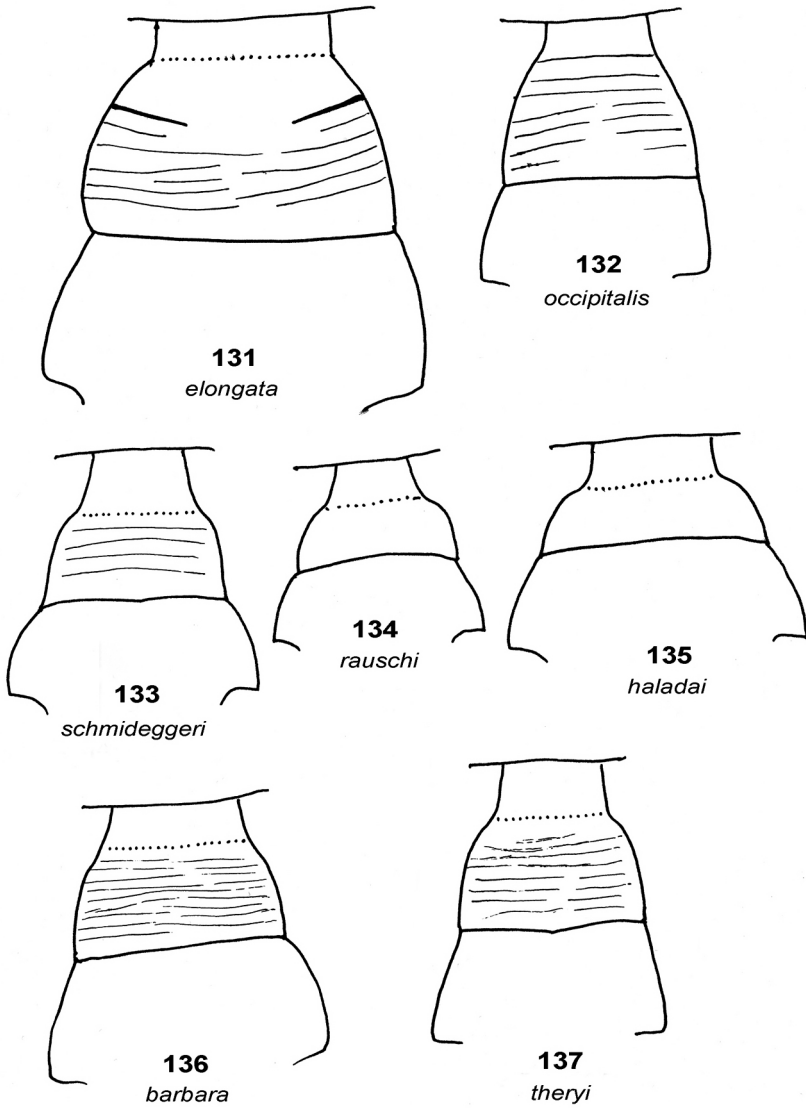 131
elongata
132
occipitalis
133
schmideggeri
134
rauschi
135
haladai
136
barbara
137
theryi